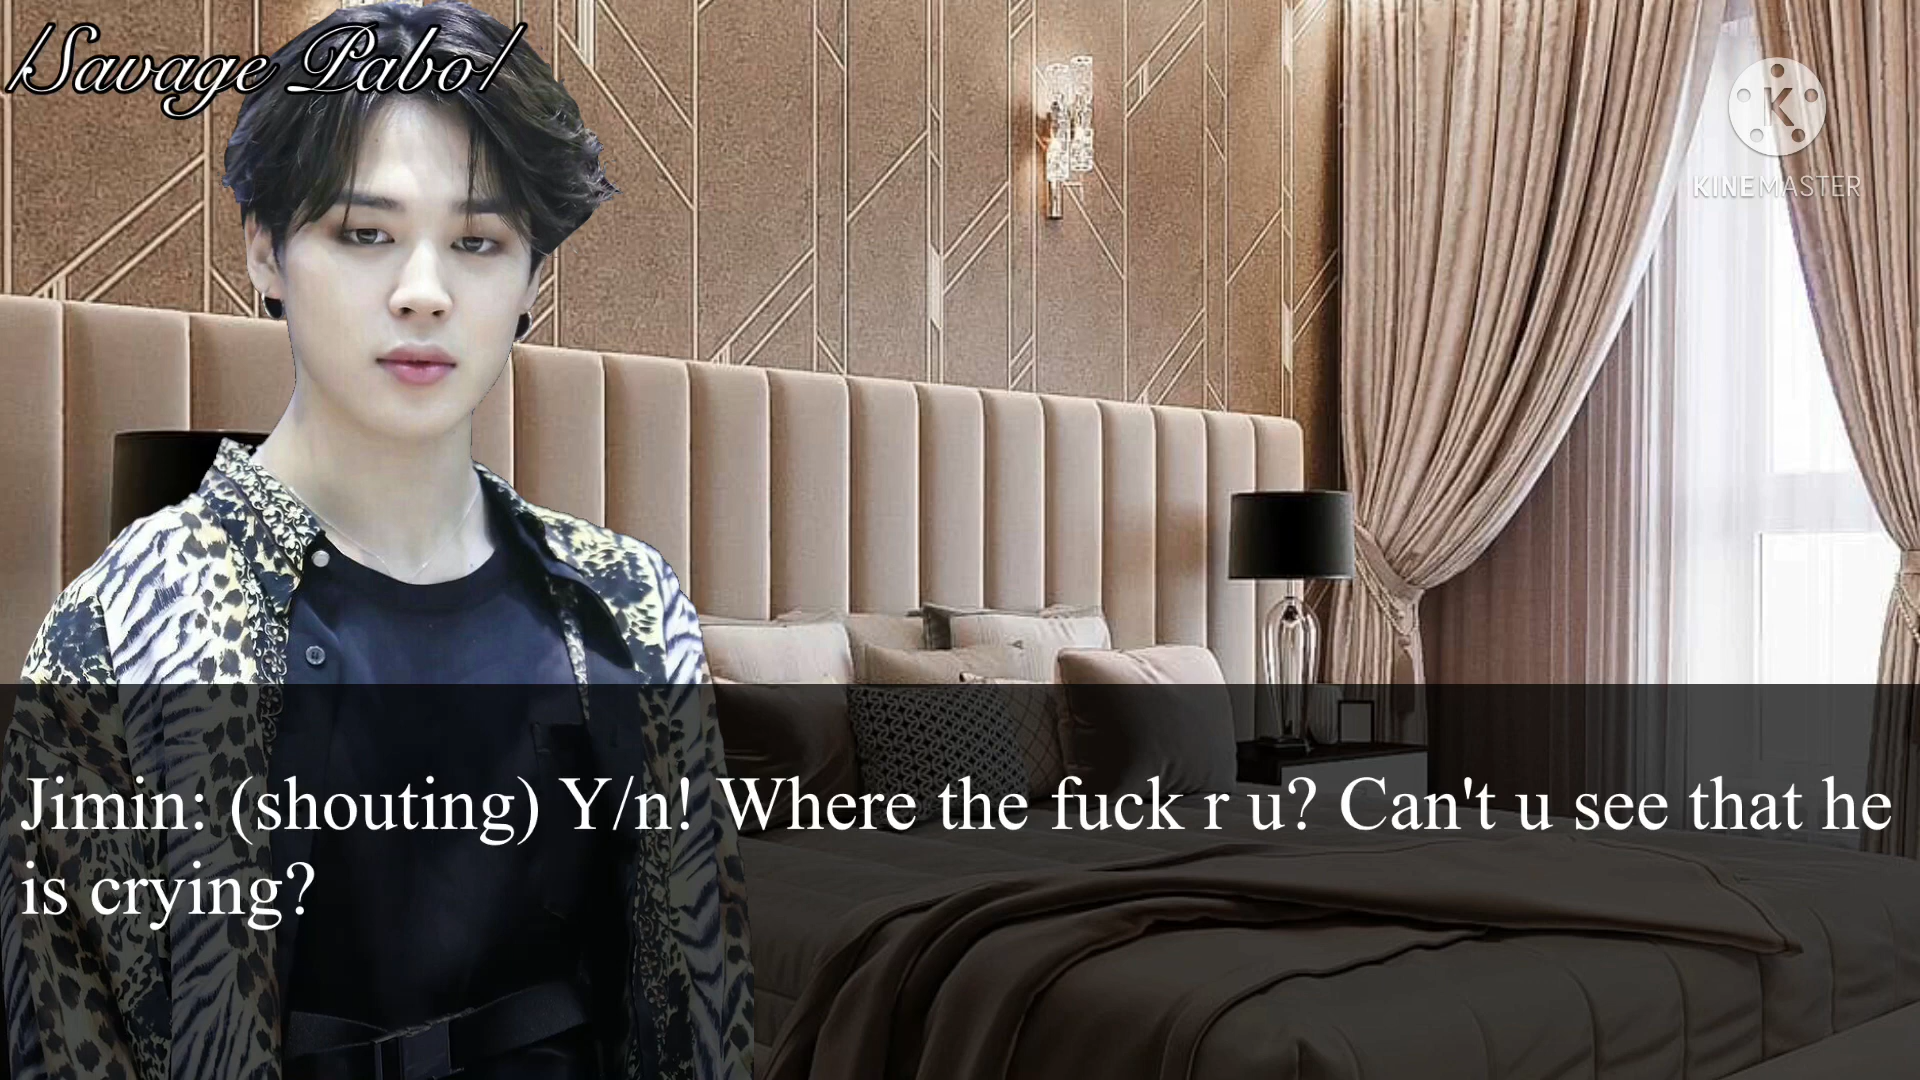 /Savage Pabo/
K
KINEMASTER
Jimin: (shouting) Y/n! Where the fuck r u? Can't u see that he
is crying?